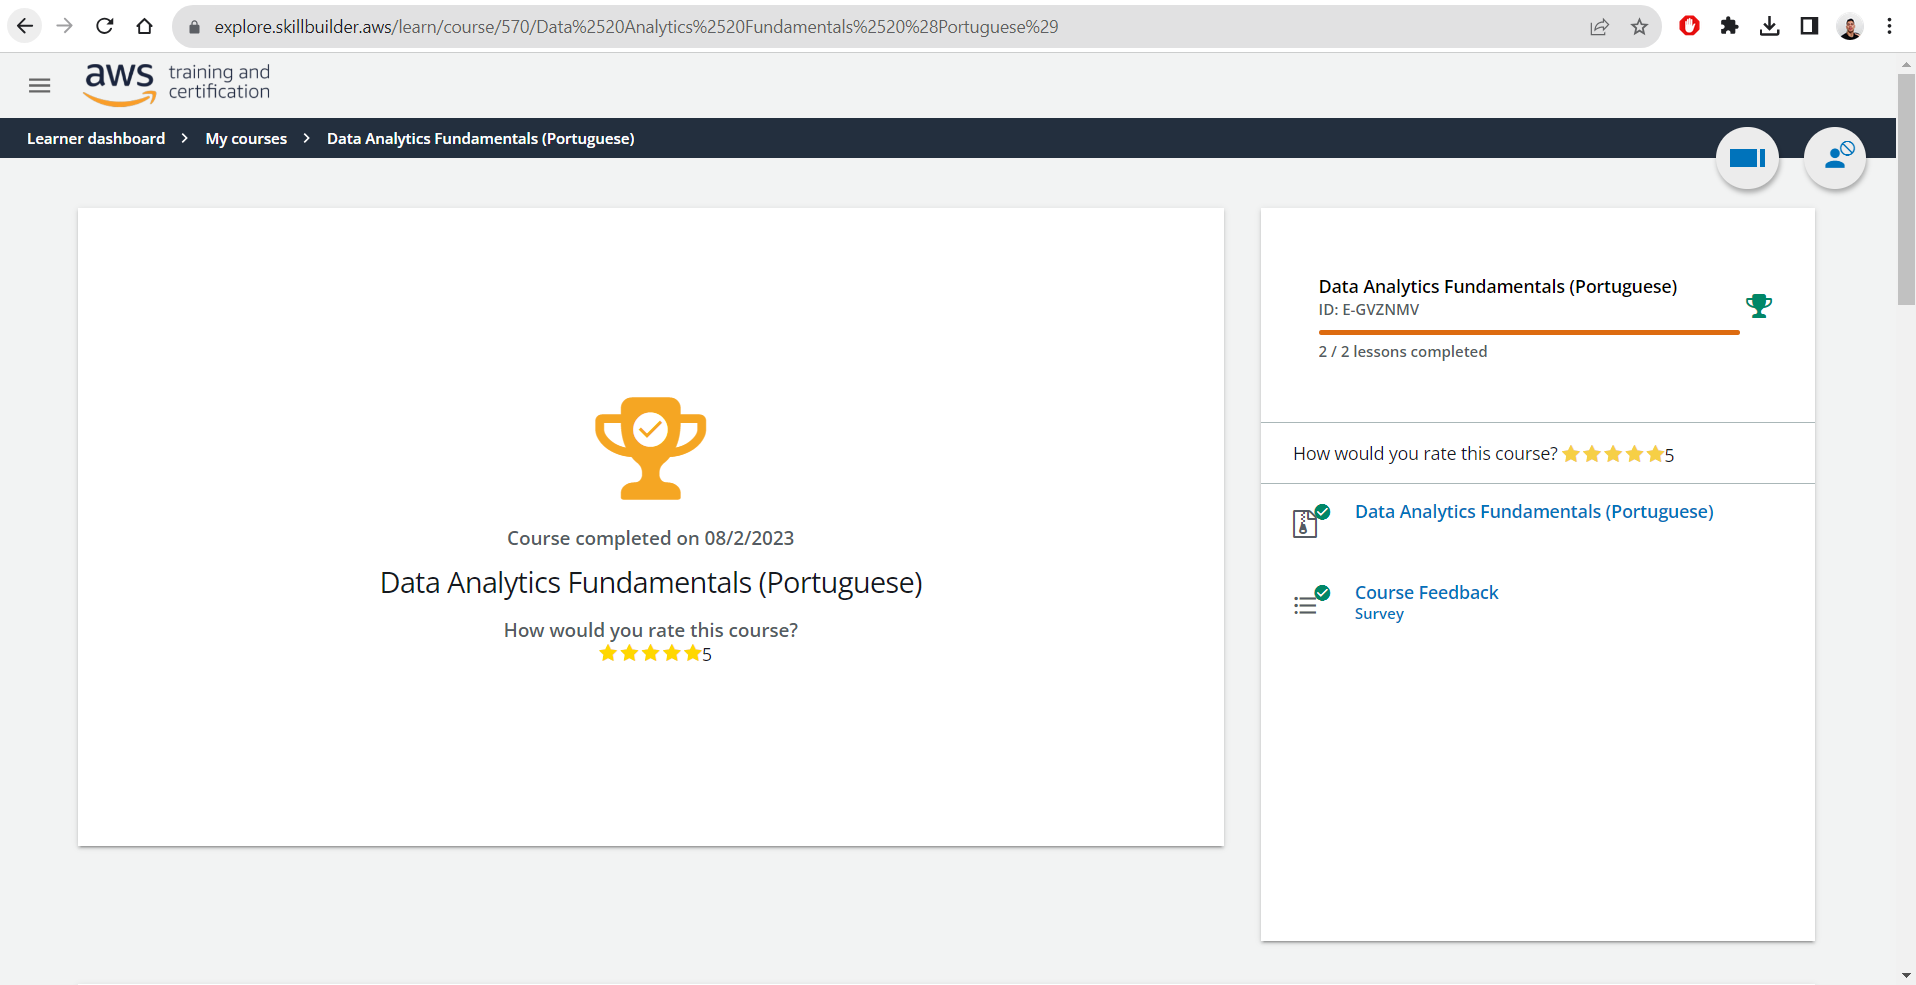 explore.skillbuilder.aws/learn/course/570/Data%2520Analytics%2520Fundamentals%2520%28Portuguese%29
aws training and
certification
Learner dashboard > My courses > Data Analytics Fundamentals (Portuguese)
Course completed on 08/2/2023
Data Analytics Fundamentals (Portuguese)
How would you rate this course?
5
Data Analytics Fundamentals (Portuguese)
ID: E-GVZNMV
2 / 2 lessons completed
How would you rate this course? 5
Data Analytics Fundamentals (Portuguese)
Course Feedback
Survey